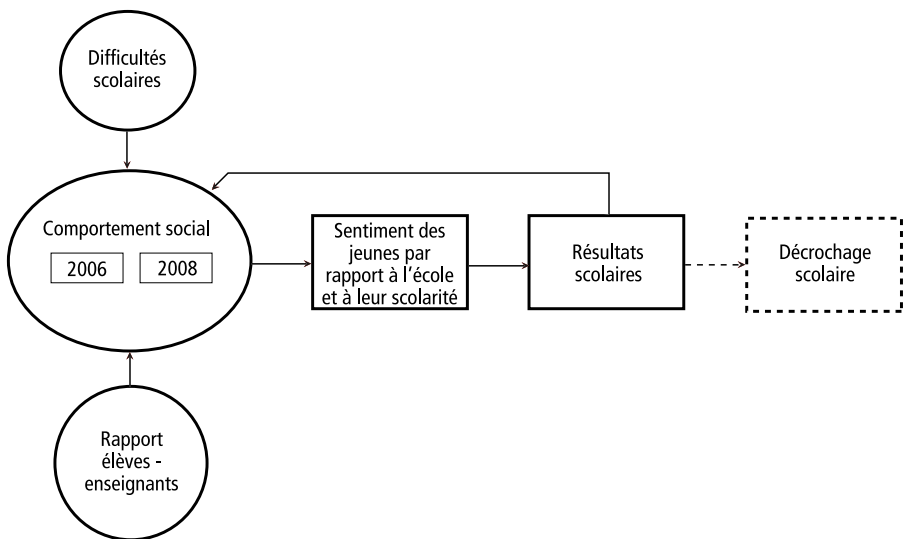 Difficultés
scolaires
Comportement social
2006 2008
Sentiment des
jeunes par
rapport à l'école
et à leur scolarité
Résultats
scolaires
Décrochage
scolaire
Rapport
élèves -
enseignants